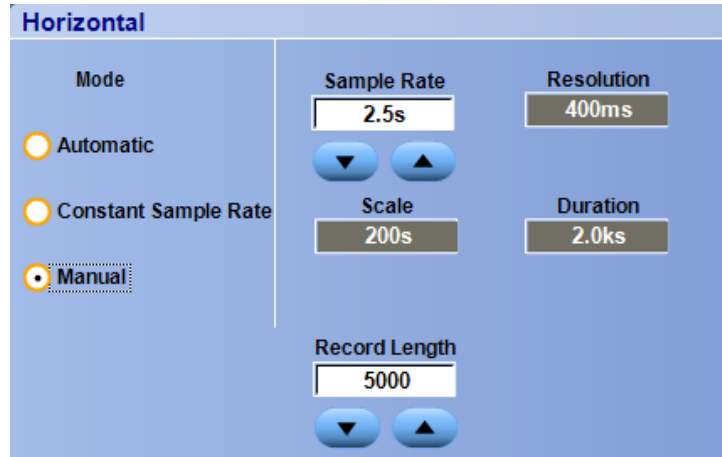 Horizontal
Mode
Automatic
Constant Sample Rate
Manual
Sample Rate
2.5s
Resolution
400ms
Scale
200s
Duration
2.0ks
Record Length
5000